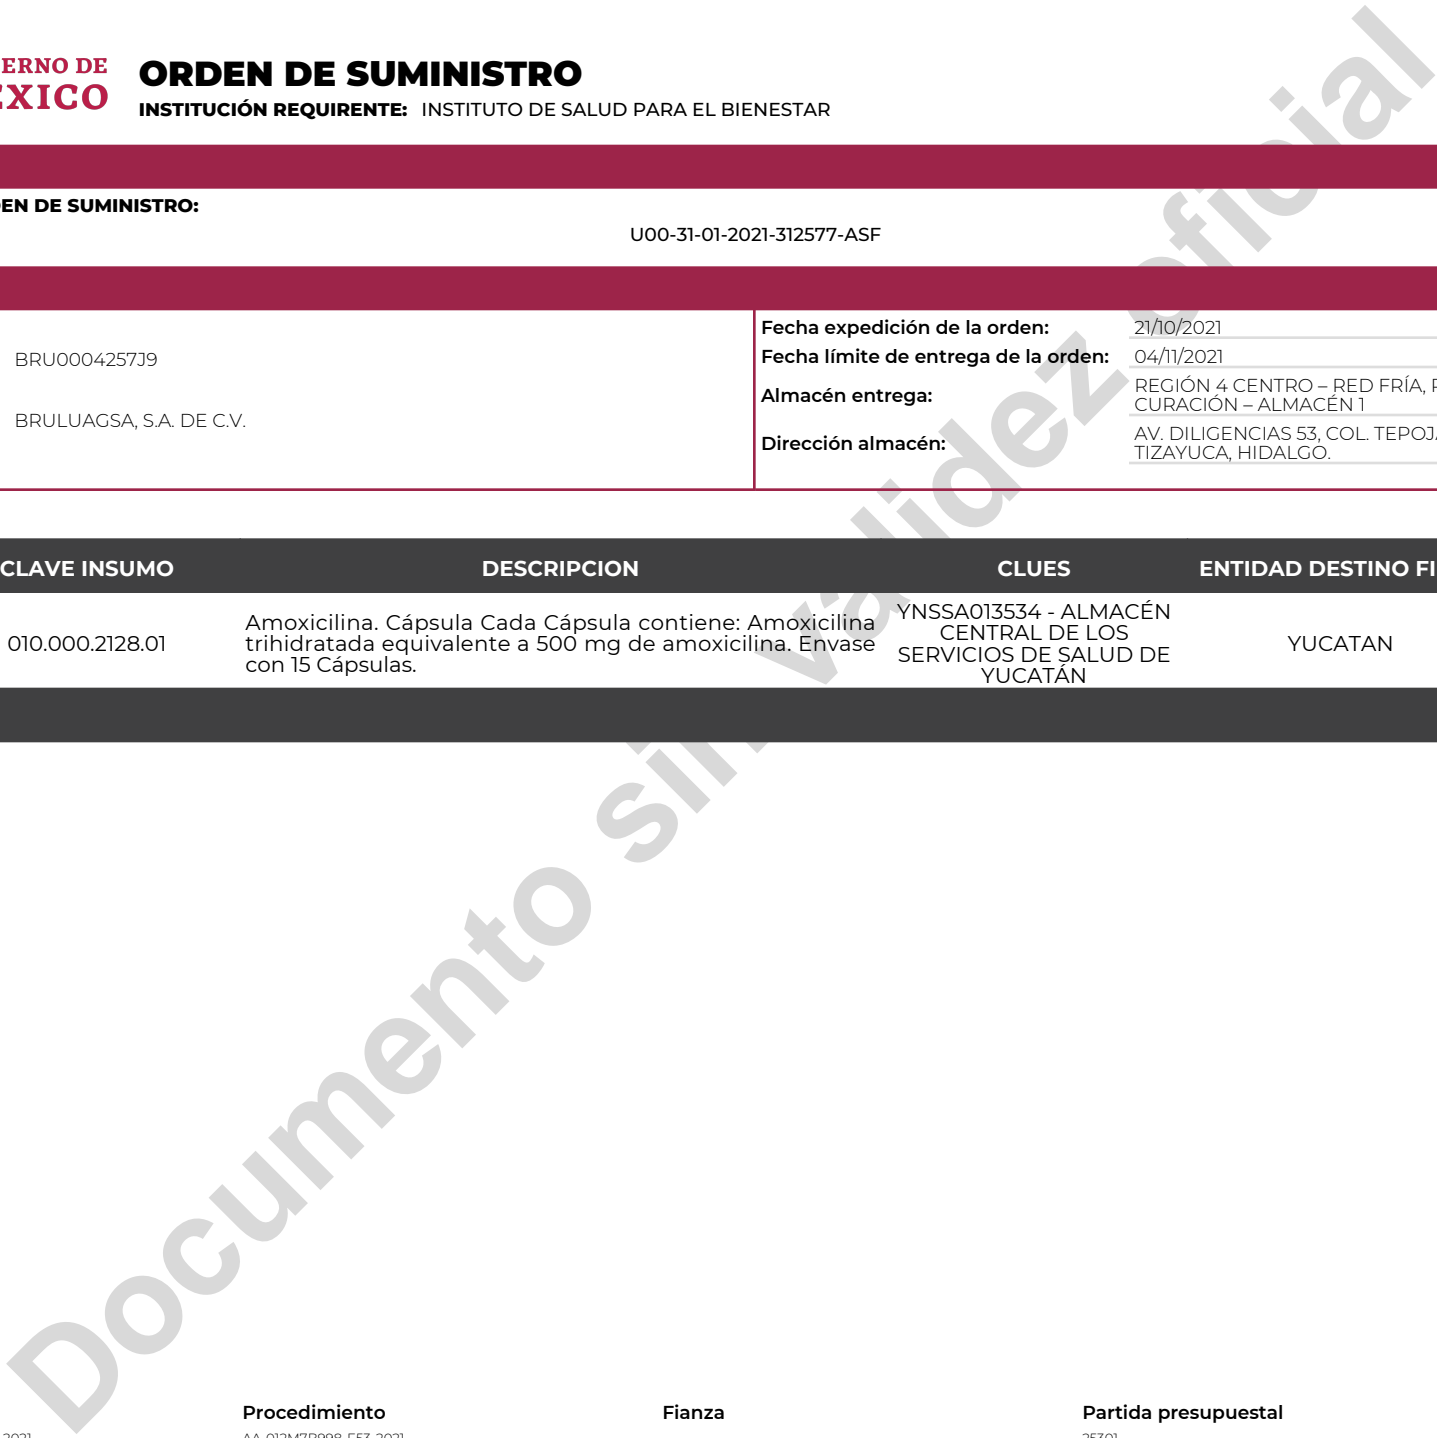 ERNO DE
EXICO
ORDEN DE SUMINISTRO
INSTITUCIÓN REQUIRENTE: INSTITUTO DE SALUD PARA EL BIENESTAR
EN DE SUMINISTRO:
U00-31-01-2021-312577-ASF
BRU0004257J9
BRULUAGSA, S.A. DE C.V.
Fecha expedición de la orden: 21/10/2021
Fecha límite de entrega de la orden: 04/11/2021
Almacén entrega: REGIÓN 4 CENTRO – RED FRÍA,
CURACIÓN – ALMACÉN 1
Dirección almacén: AV. DILIGENCIAS 53, COL. TEPOJ
TIZAYUCA, HIDALGO.
CLAVE INSUMO DESCRIPCION CLUES ENTIDAD DESTINO FI
010.000.2128.01
Amoxicilina. Cápsula Cada Cápsula contiene: Amoxicilina
trihidratada equivalente a 500 mg de amoxicilina. Envase
con 15 Cápsulas.
YNSSA013534 - ALMACÉN
CENTRAL DE LOS
SERVICIOS DE SALUD DE
YUCATÁN
YUCATAN
Documento sin validez oficial
Procedimiento Fianza Partida presupuestal